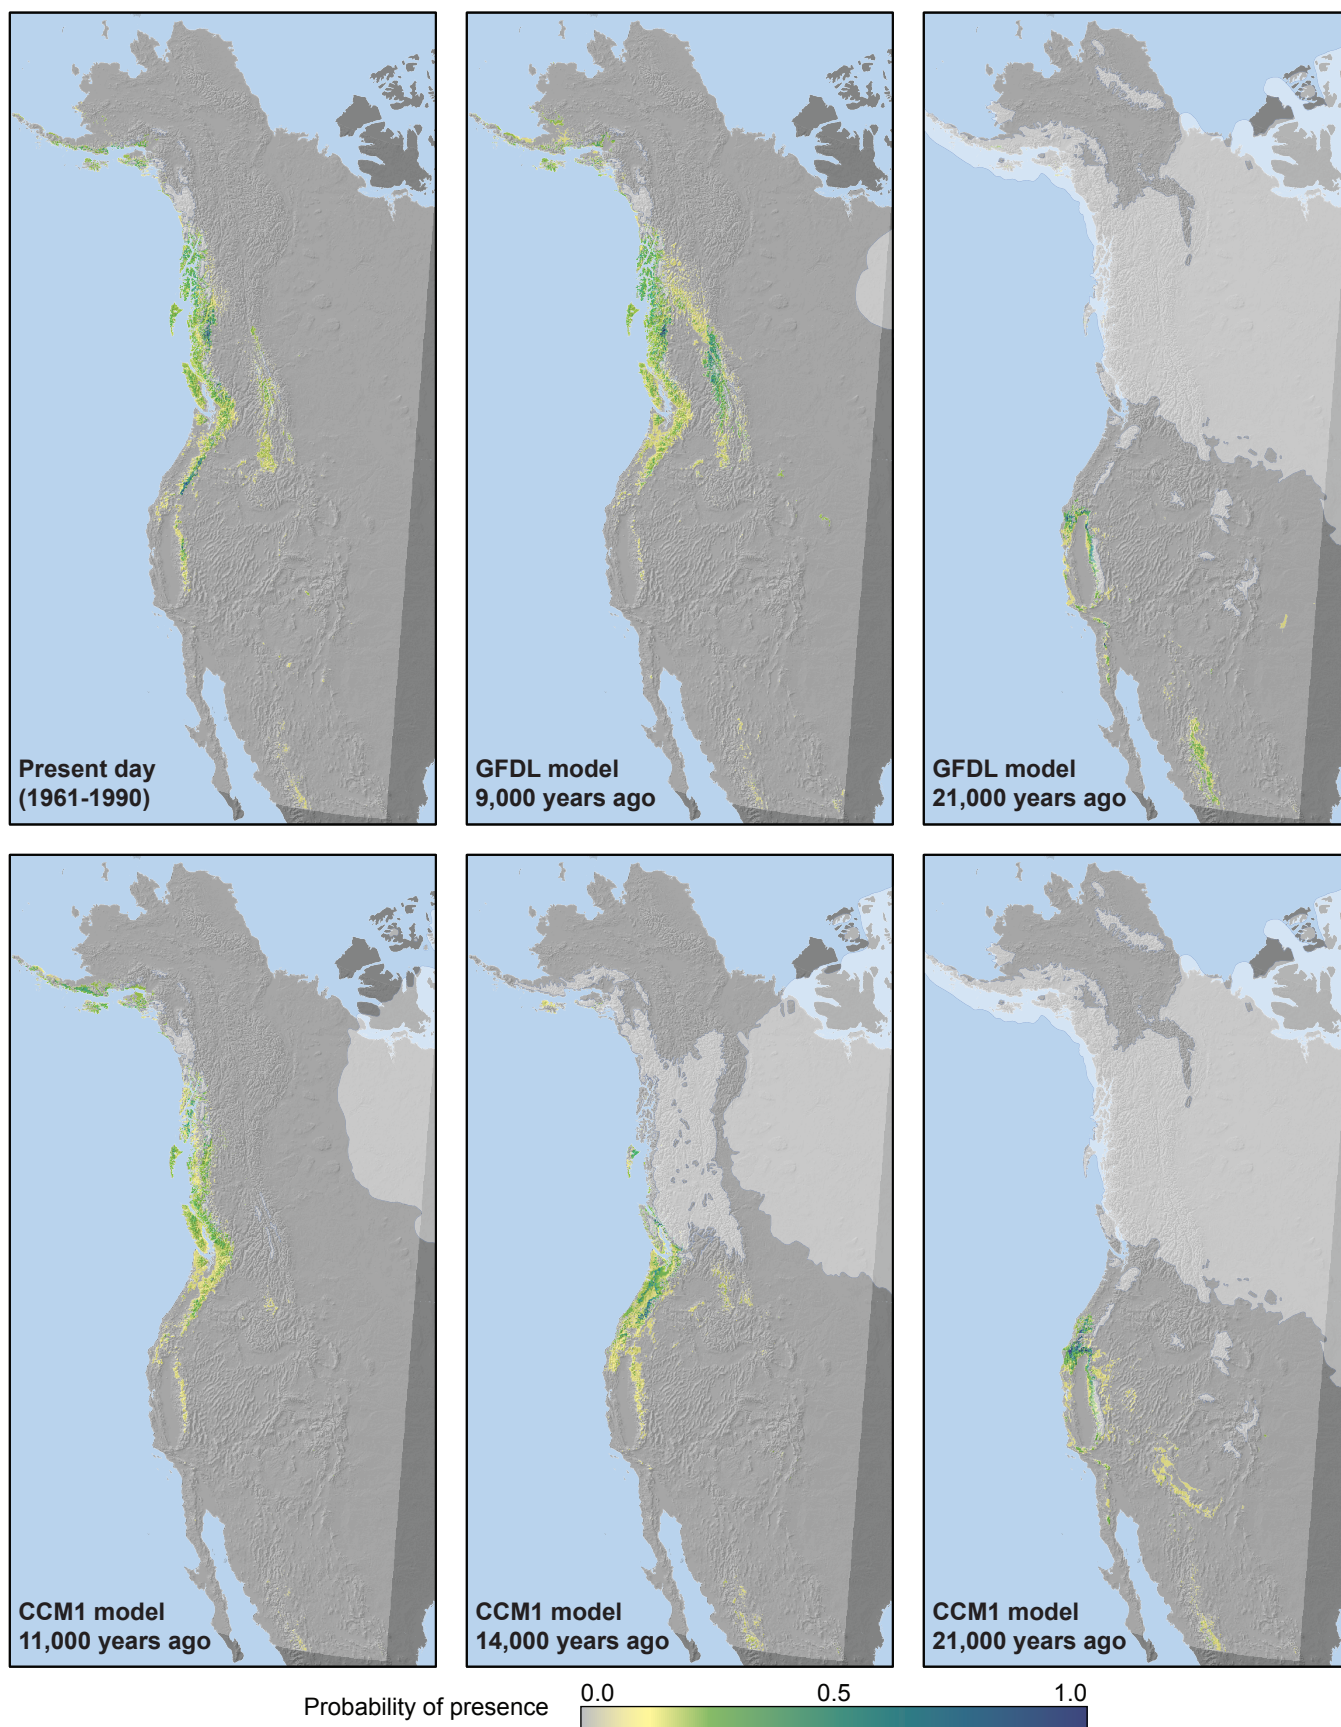 Present day
(1961-1990)
GFDL model
9,000 years ago
GFDL model
21,000 years ago
CCM1 model
11,000 years ago
CCM1 model
14,000 years ago
CCM1 model
21,000 years ago
Probability of presence
0.0 0.5 1.0